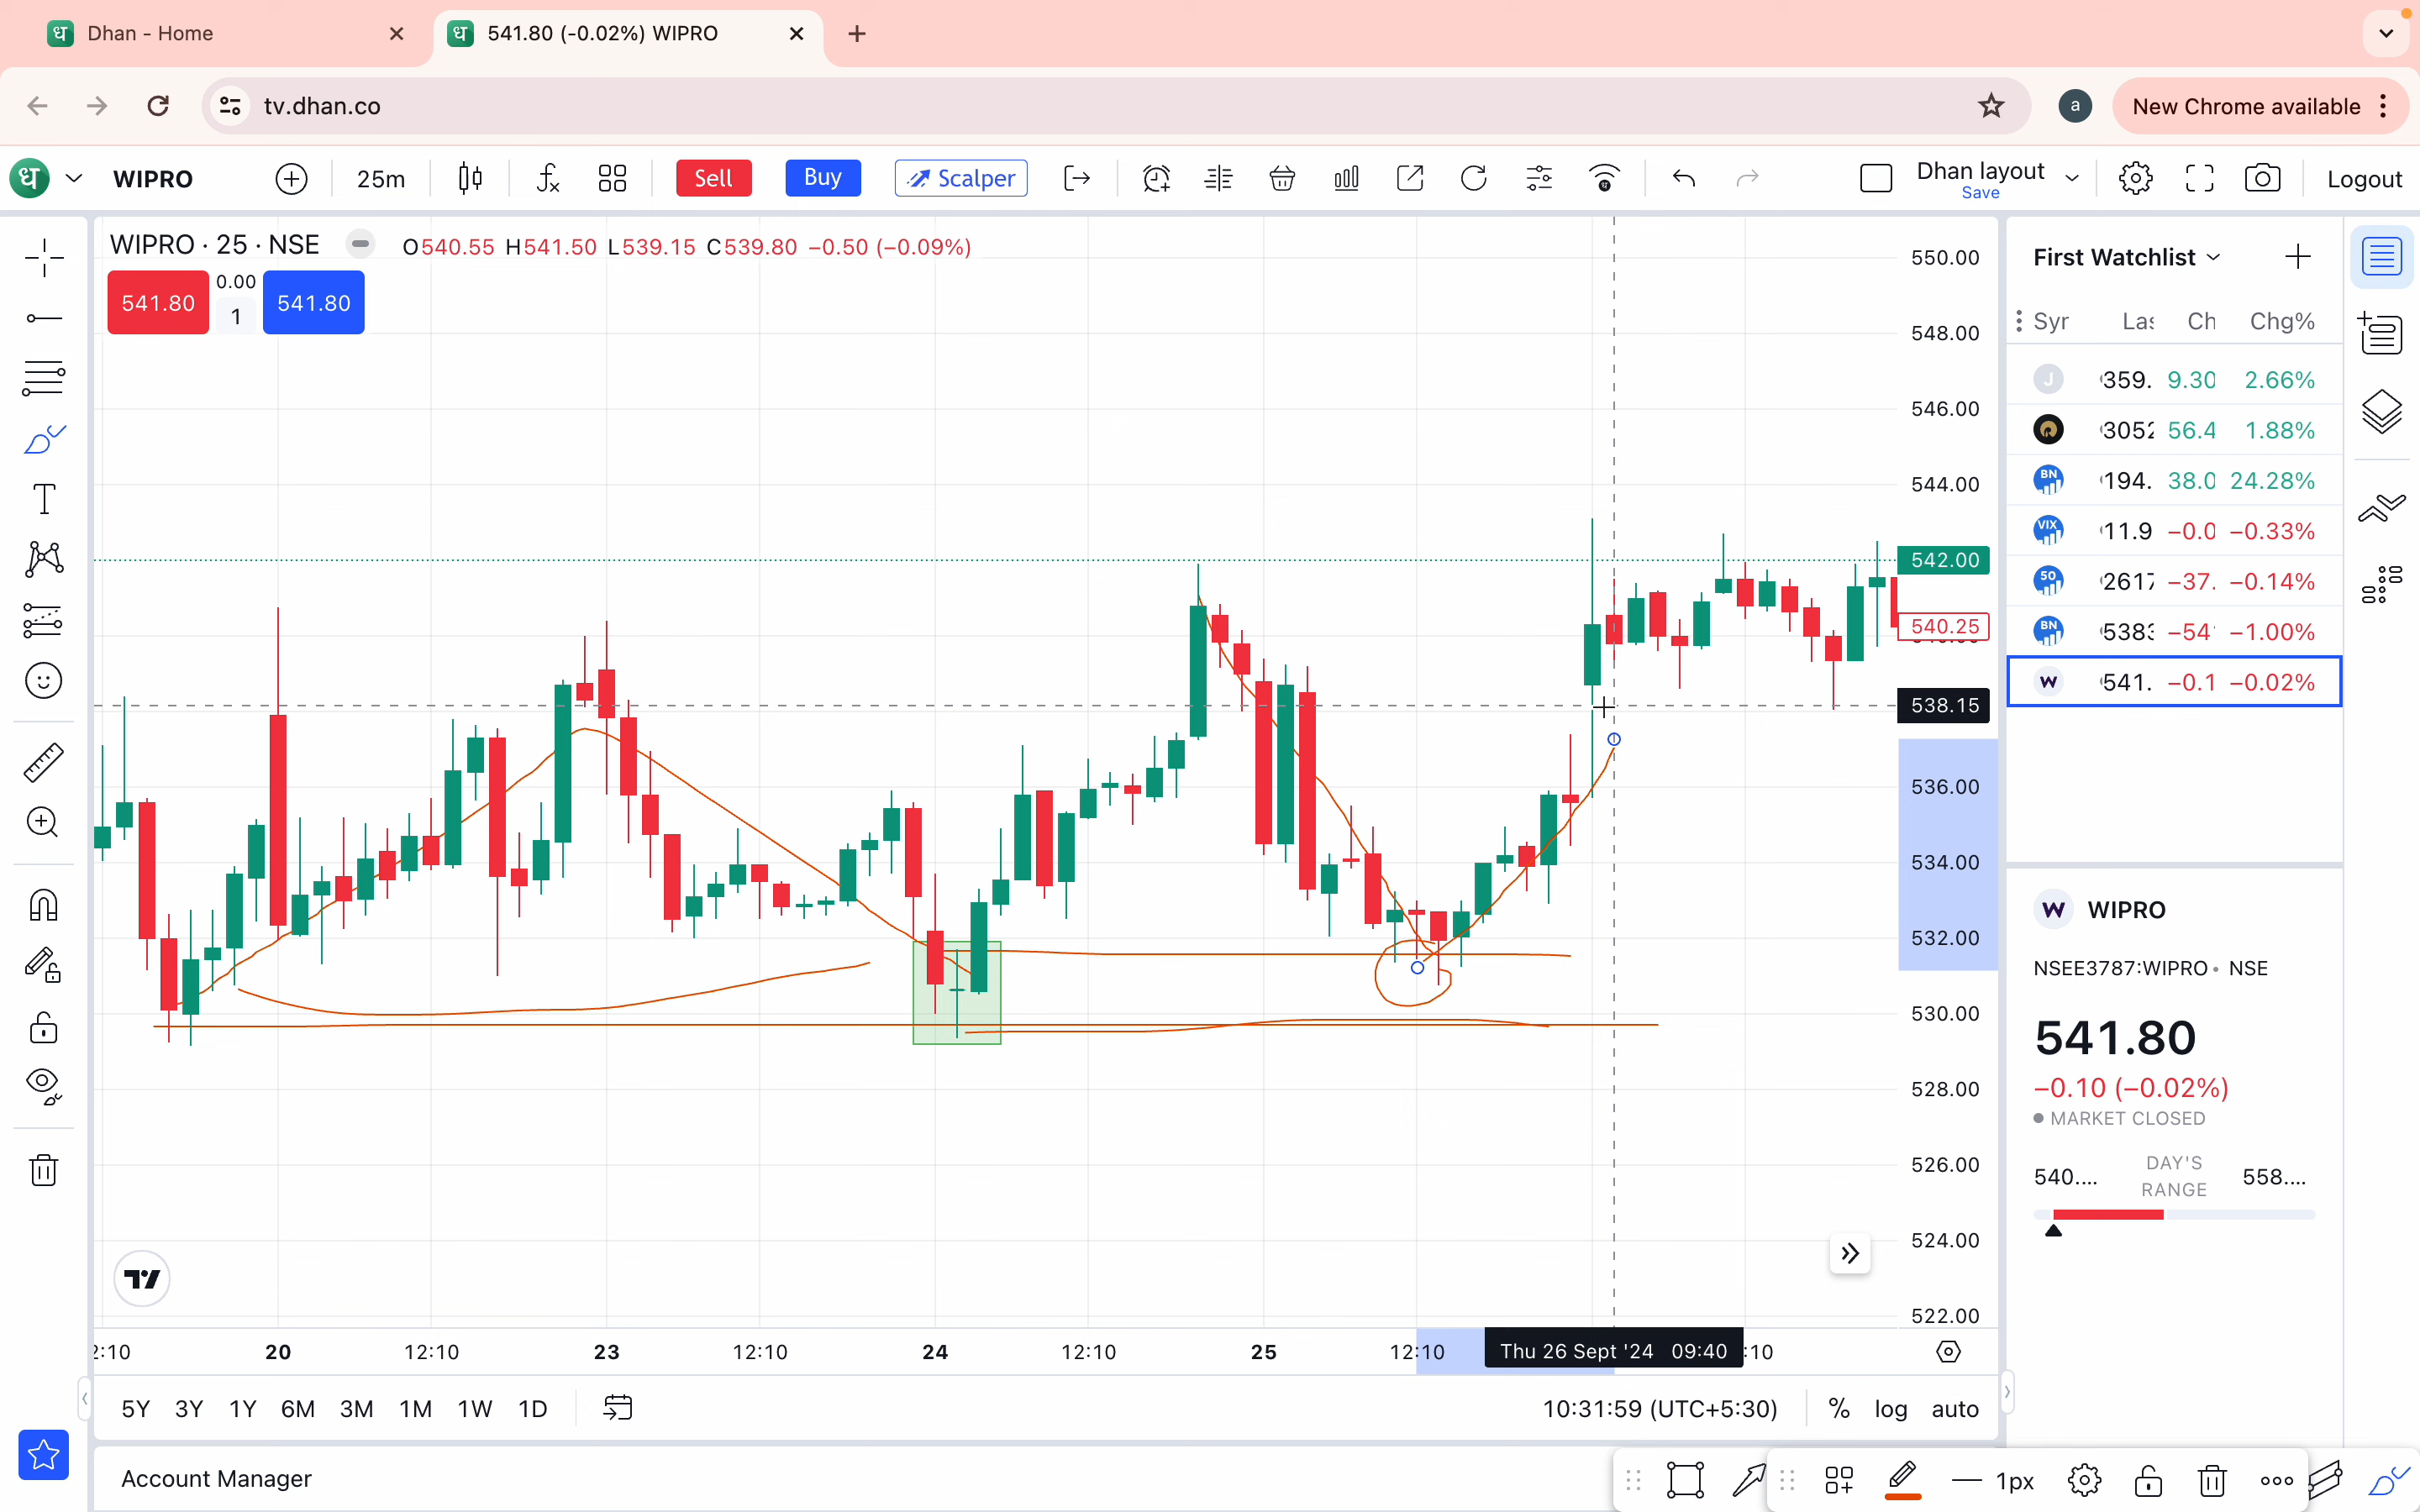 ध Dhan - Home
ध 541.80 (-0.02%) WIPRO
tv.dhan.co
a
New Chrome available
ध WIPRO 25m Sell Buy Scalper Dhan layout Logout
Save
WIPRO · 25 · NSE O540.55 H541.50 L539.15 C539.80 −0.50 (−0.09%)
541.80 0.00 541.80
1
550.00
548.00
546.00
544.00
542.00
540.25
538.15
536.00
534.00
532.00
530.00
528.00
526.00
524.00
522.00
2:10 20 12:10 23 12:10 24 12:10 25 12:10 Thu 26 Sept '24 09:40 :10
5Y 3Y 1Y 6M 3M 1M 1W 1D 10:31:59 (UTC+5:30) % log auto
Account Manager
1px
First Watchlist
Syr Las Ch Chg%
J 359. 9.30 2.66%
3052 56.4 1.88%
BN 194. 38.0 24.28%
VIX 11.9 −0.0 −0.33%
50 2617 −37. −0.14%
BN 5383 −54 −1.00%
W 541. −0.1 −0.02%
W WIPRO
NSEE3787:WIPRO • NSE
541.80
−0.10 (−0.02%)
MARKET CLOSED
540.... DAY'S RANGE 558....